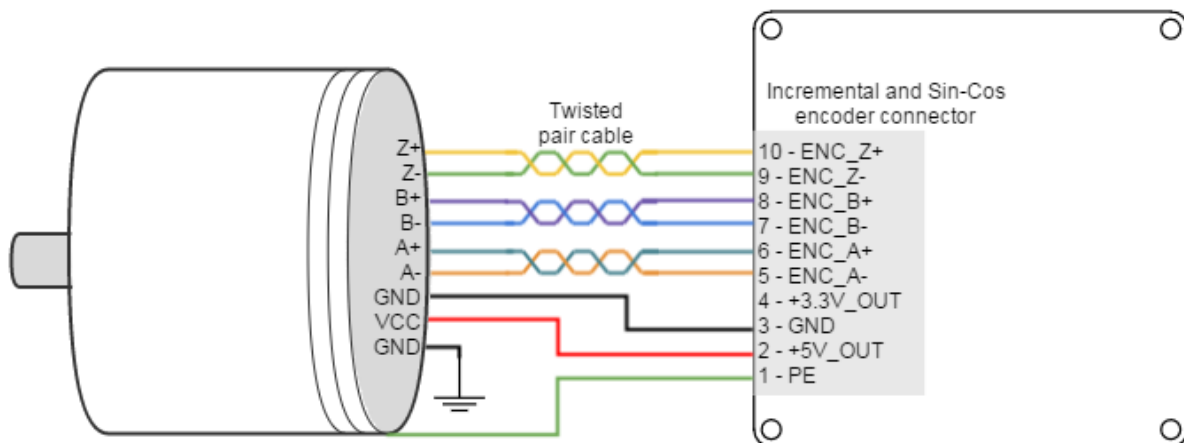 Incremental and Sin-Cos
encoder connector
Twisted
pair cable
Z+
Z-
B+
B-
A+
A-
GND
VCC
GND
10 - ENC_Z+
9 - ENC_Z-
8 - ENC_B+
7 - ENC_B-
6 - ENC_A+
5 - ENC_A-
4 - +3.3V_OUT
3 - GND
2 - +5V_OUT
1 - PE